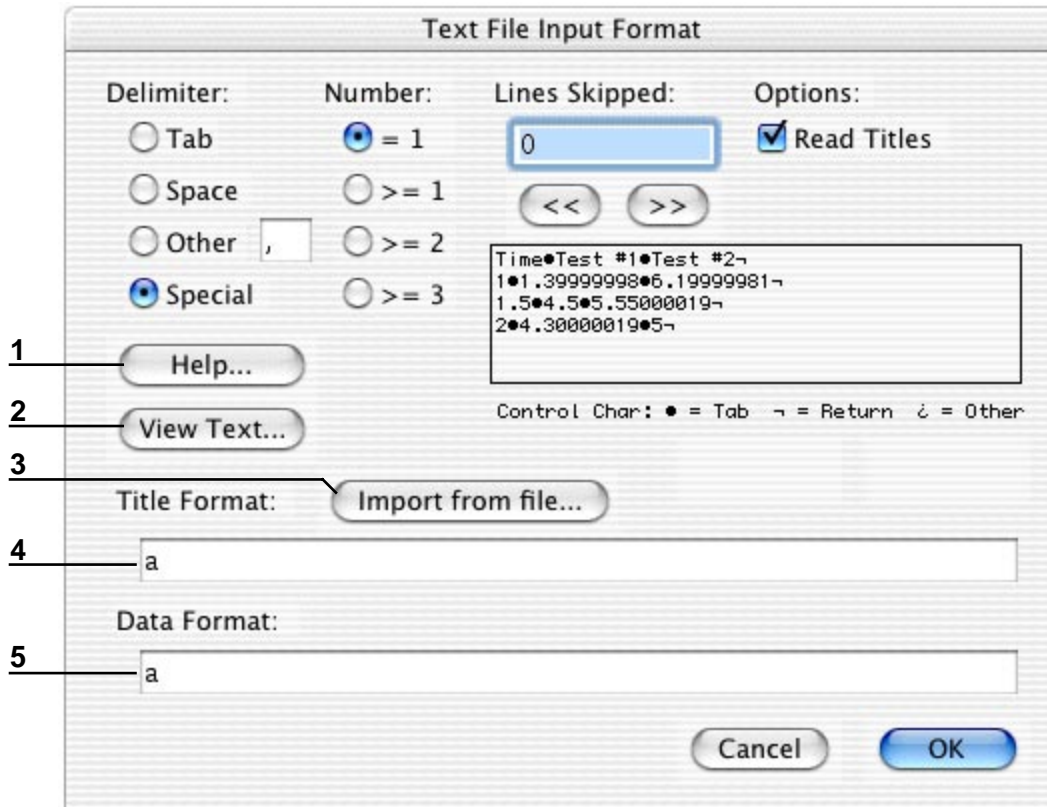 Text File Input Format
Delimiter: Number: Lines Skipped: Options:
Tab = 1 0 Read Titles
Space >= 1 << >>
Other , >= 2
Special >= 3
Time●Test #1●Test #2¬
1●1.39999998●6.19999981¬
1.5●4.5●5.55000019¬
2●4.30000019●5¬
1 Help...
Control Char: ● = Tab ¬ = Return ¿ = Other
2 View Text...
3
Title Format: Import from file...
4 a
Data Format:
5 a
Cancel OK